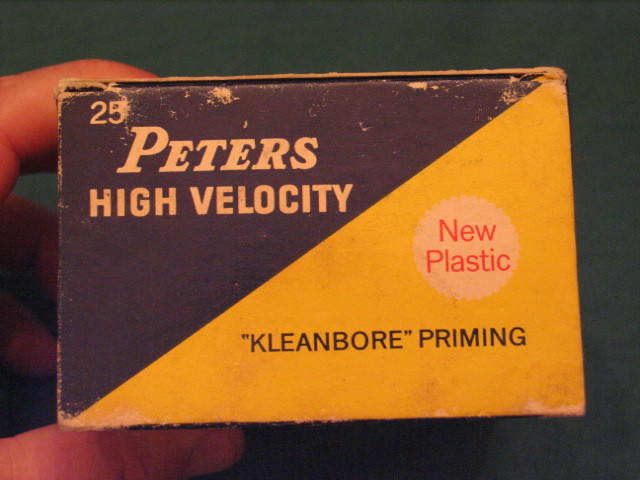 25
PETERS
HIGH VELOCITY
New
Plastic
"KLEANBORE" PRIMING